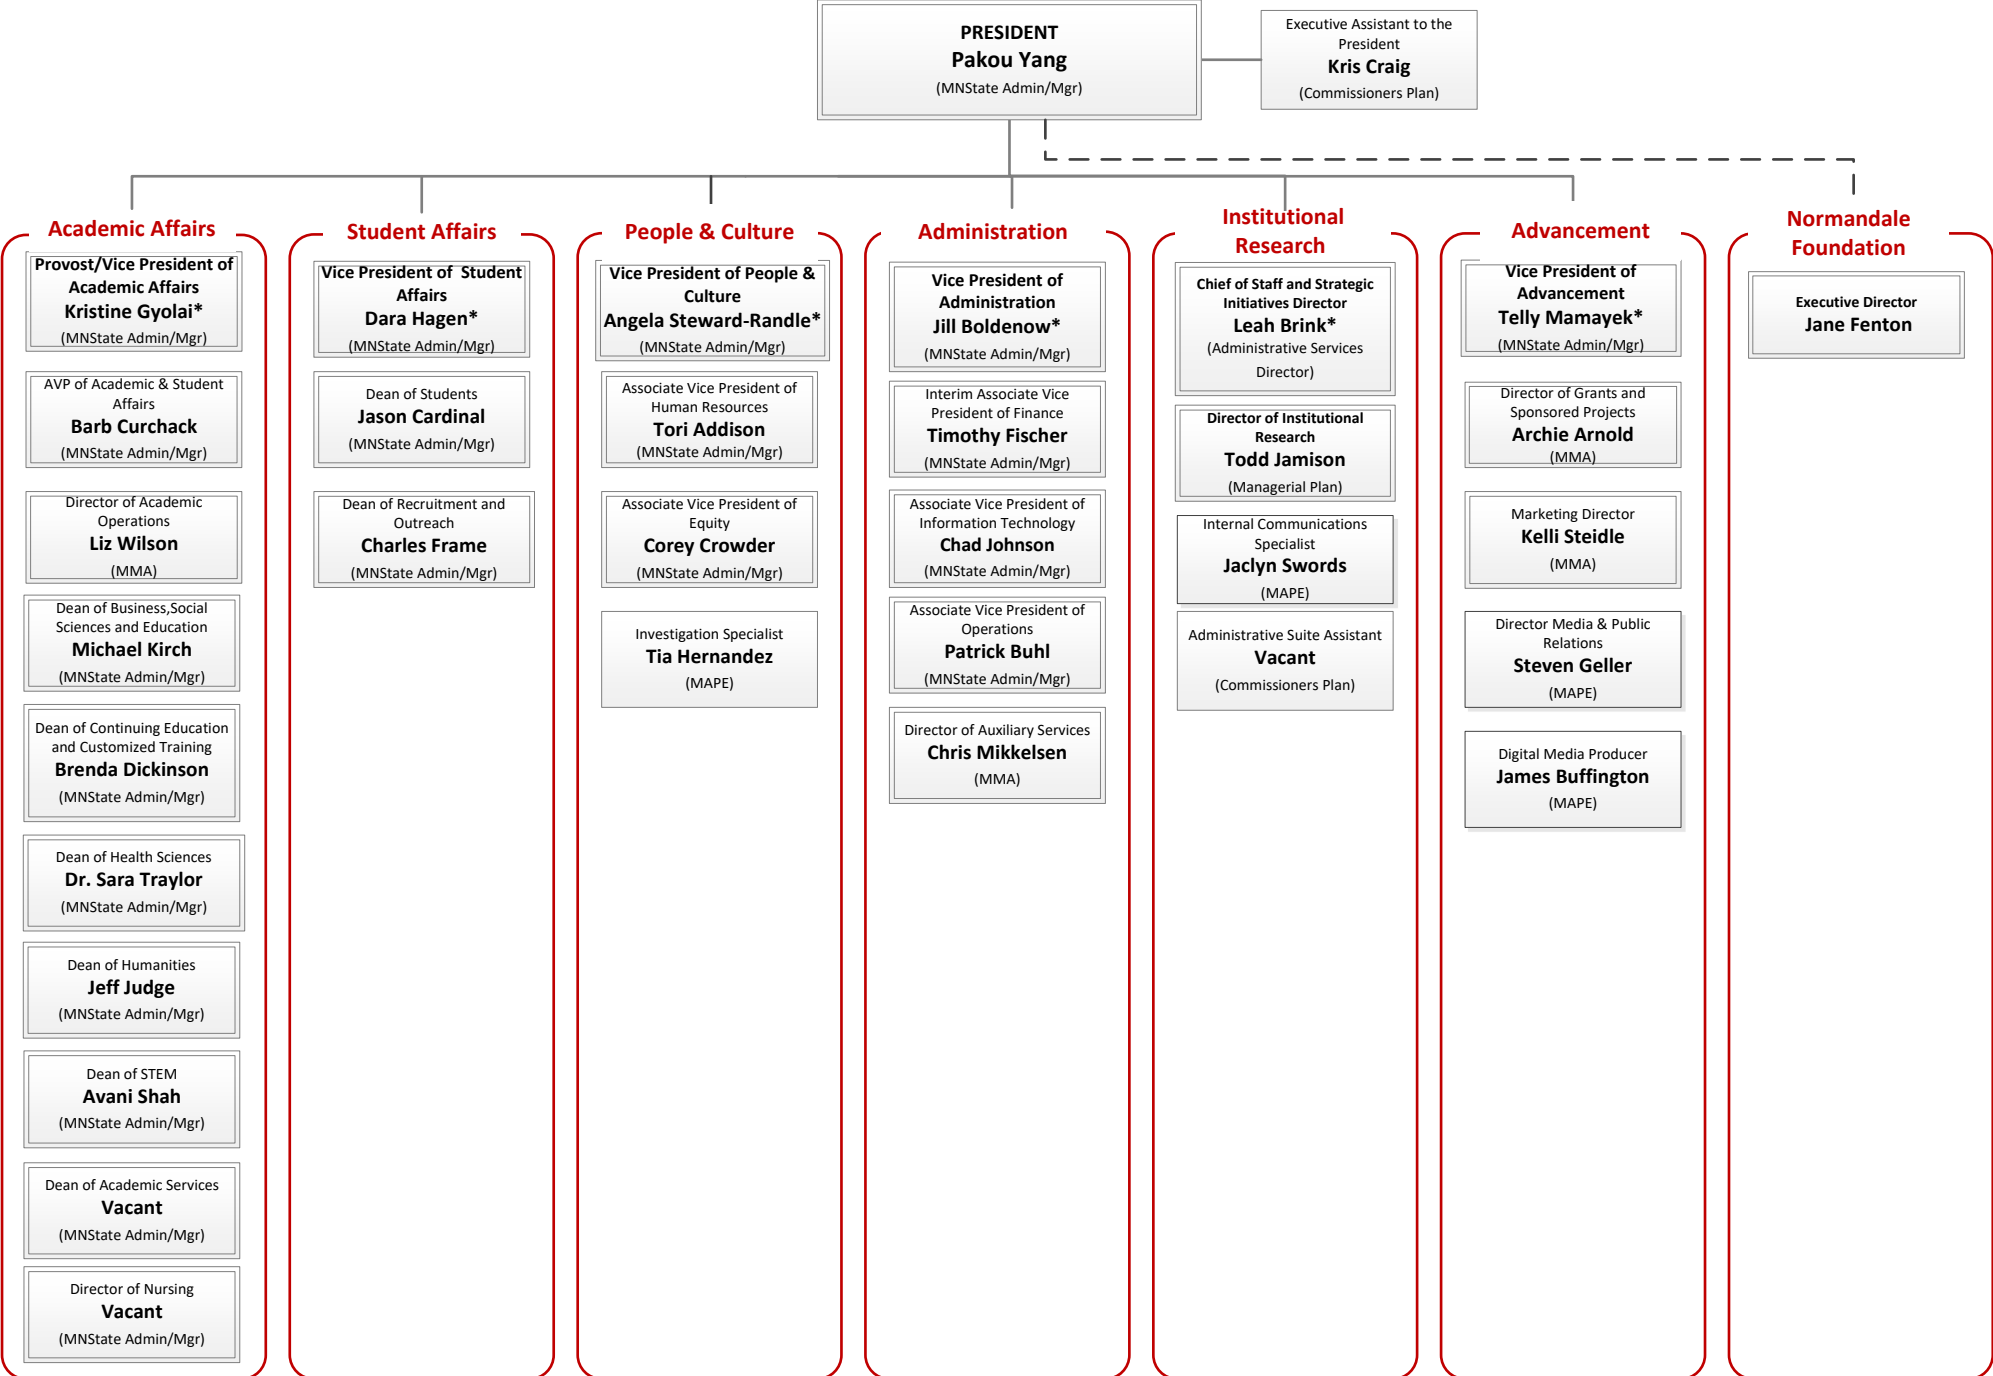 PRESIDENT
Pakou Yang
(MNState Admin/Mgr)
Executive Assistant to the
President
Kris Craig
(Commissioners Plan)
Academic Affairs
Provost/Vice President of
Academic Affairs
Kristine Gyolai*
(MNState Admin/Mgr)
AVP of Academic & Student
Affairs
Barb Curchack
(MNState Admin/Mgr)
Director of Academic
Operations
Liz Wilson
(MMA)
Dean of Business,Social
Sciences and Education
Michael Kirch
(MNState Admin/Mgr)
Dean of Continuing Education
and Customized Training
Brenda Dickinson
(MNState Admin/Mgr)
Dean of Health Sciences
Dr. Sara Traylor
(MNState Admin/Mgr)
Dean of Humanities
Jeff Judge
(MNState Admin/Mgr)
Dean of STEM
Avani Shah
(MNState Admin/Mgr)
Dean of Academic Services
Vacant
(MNState Admin/Mgr)
Director of Nursing
Vacant
(MNState Admin/Mgr)
Student Affairs
Vice President of  Student
Affairs
Dara Hagen*
(MNState Admin/Mgr)
Dean of Students
Jason Cardinal
(MNState Admin/Mgr)
Dean of Recruitment and
Outreach
Charles Frame
(MNState Admin/Mgr)
People & Culture
Vice President of People &
Culture
Angela Steward-Randle*
(MNState Admin/Mgr)
Associate Vice President of
Human Resources
Tori Addison
(MNState Admin/Mgr)
Associate Vice President of
Equity
Corey Crowder
(MNState Admin/Mgr)
Investigation Specialist
Tia Hernandez
(MAPE)
Administration
Vice President of
Administration
Jill Boldenow*
(MNState Admin/Mgr)
Interim Associate Vice
President of Finance
Timothy Fischer
(MNState Admin/Mgr)
Associate Vice President of
Information Technology
Chad Johnson
(MNState Admin/Mgr)
Associate Vice President of
Operations
Patrick Buhl
(MNState Admin/Mgr)
Director of Auxiliary Services
Chris Mikkelsen
(MMA)
Institutional
Research
Chief of Staff and Strategic
Initiatives Director
Leah Brink*
(Administrative Services
Director)
Director of Institutional
Research
Todd Jamison
(Managerial Plan)
Internal Communications
Specialist
Jaclyn Swords
(MAPE)
Administrative Suite Assistant
Vacant
(Commissioners Plan)
Advancement
Vice President of
Advancement
Telly Mamayek*
(MNState Admin/Mgr)
Director of Grants and
Sponsored Projects
Archie Arnold
(MMA)
Marketing Director
Kelli Steidle
(MMA)
Director Media & Public
Relations
Steven Geller
(MAPE)
Digital Media Producer
James Buffington
(MAPE)
Normandale
Foundation
Executive Director
Jane Fenton